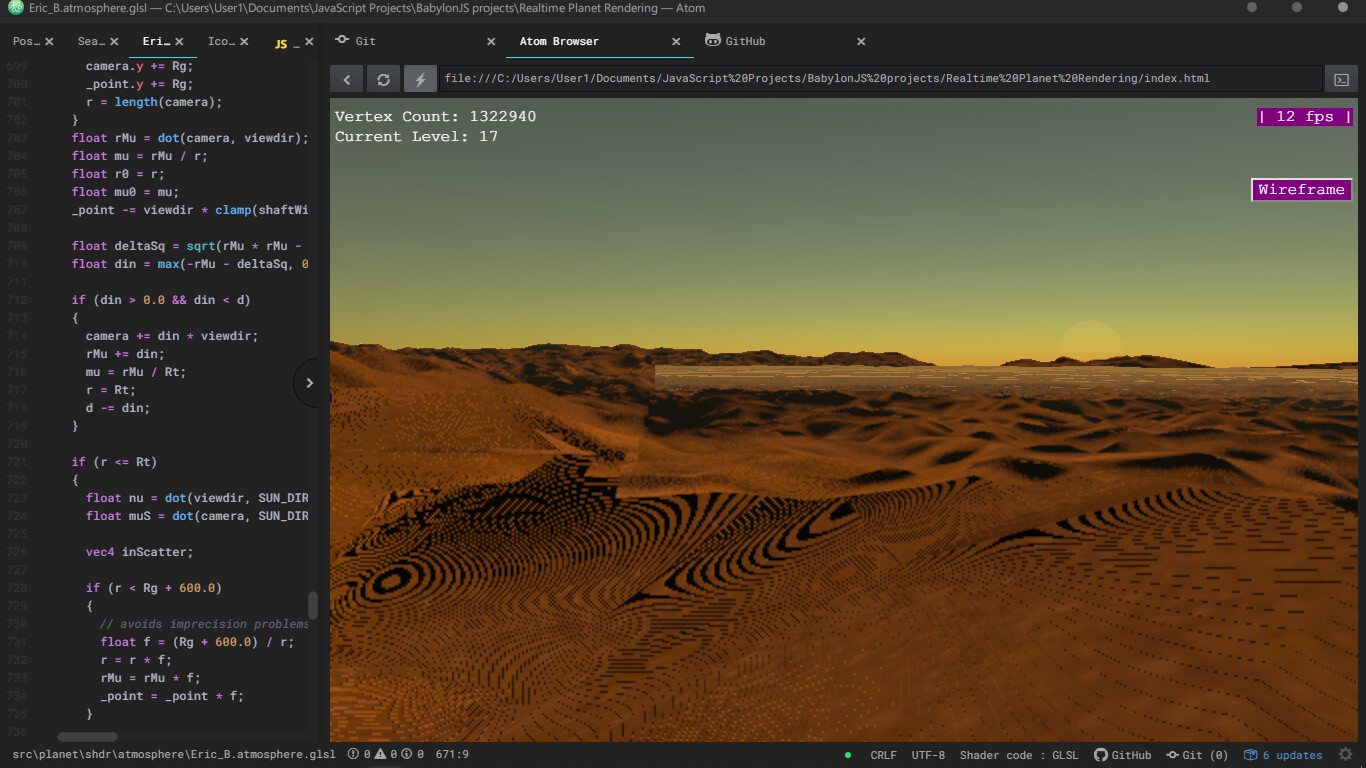 Eric_B.atmosphere.glsl — C:\Users\User1\Documents\JavaScript Projects\BabylonJS projects\Realtime Planet Rendering — Atom
Pos… Sea… Eri… Ico… JS …
Git Atom Browser GitHub
file:///C:/Users/User1/Documents/JavaScript%20Projects/BabylonJS%20projects/Realtime%20Planet%20Rendering/index.html
Vertex Count: 1322940
Current Level: 17
| 12 fps |
Wireframe
699 camera.y += Rg;
700 _point.y += Rg;
701 r = length(camera);
702 }
703 float rMu = dot(camera, viewdir);
704 float mu = rMu / r;
705 float r0 = r;
706 float mu0 = mu;
707 _point -= viewdir * clamp(shaftWi
708
709 float deltaSq = sqrt(rMu * rMu -
710 float din = max(-rMu - deltaSq, 0
711
712 if (din > 0.0 && din < d)
713 {
714 camera += din * viewdir;
715 rMu += din;
716 mu = rMu / Rt;
717 r = Rt;
718 d -= din;
719 }
720
721 if (r <= Rt)
722 {
723 float nu = dot(viewdir, SUN_DIR
724 float muS = dot(camera, SUN_DIR
725
726 vec4 inScatter;
727
728 if (r < Rg + 600.0)
729 {
730 // avoids imprecision problems
731 float f = (Rg + 600.0) / r;
732 r = r * f;
733 rMu = rMu * f;
734 _point = _point * f;
735 }
736
src\planet\shdr\atmosphere\Eric_B.atmosphere.glsl 0 0 0 671:9 CRLF UTF-8 Shader code : GLSL GitHub Git (0) 6 updates